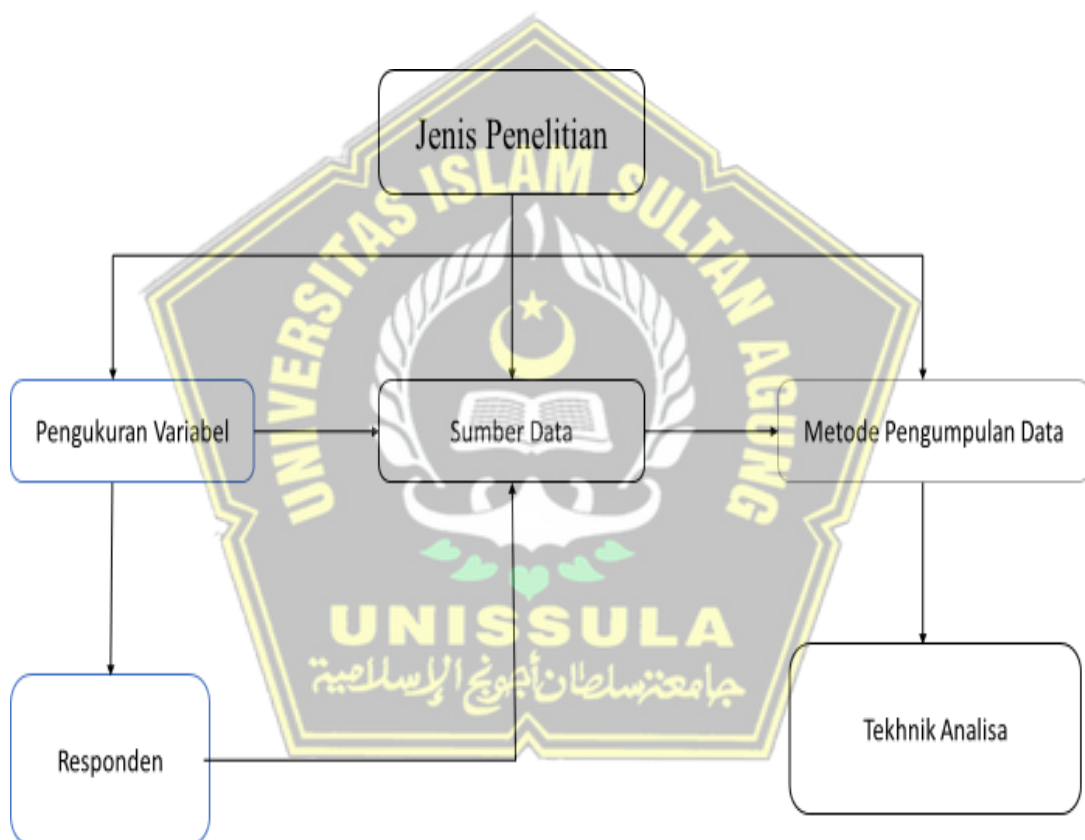 Jenis Penelitian
UNIVERSITAS ISLAM SULTAN AGUNG
Pengukuran Variabel
Sumber Data
Metode Pengumpulan Data
UNISSULA
جامعة سلطان أجونج الإسلامية
Responden
Tekhnik Analisa